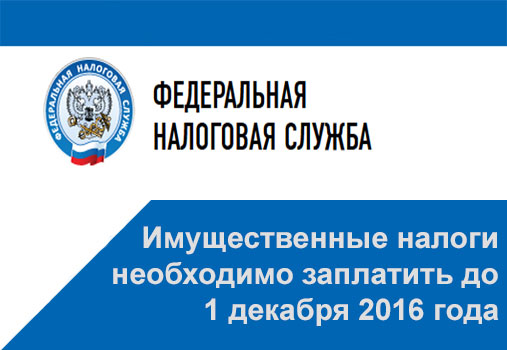 ФЕДЕРАЛЬНАЯ НАЛОГОВАЯ СЛУЖБА
ФЕДЕРАЛЬНАЯ
НАЛОГОВАЯ СЛУЖБА
Имущественные налоги
необходимо заплатить до
1 декабря 2016 года